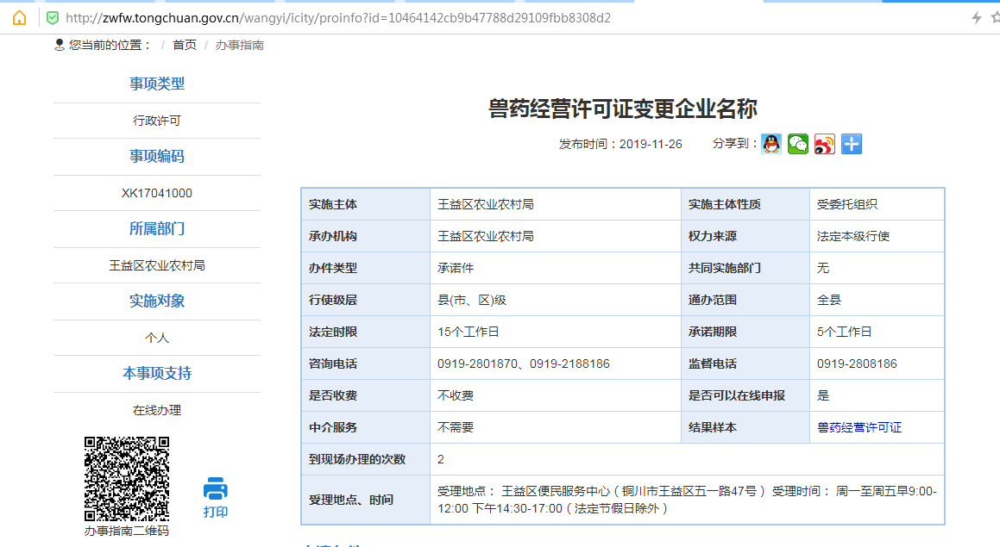 http://zwfw.tongchuan.gov.cn/wangyi/icity/proinfo?id=10464142cb9b47788d29109fbb8308d2
您当前的位置： / 首页 / 办事指南
事项类型
行政许可
事项编码
XK17041000
所属部门
王益区农业农村局
实施对象
个人
本事项支持
在线办理
办事指南二维码
打印
兽药经营许可证变更企业名称
发布时间：2019-11-26 分享到：
实施主体 王益区农业农村局 实施主体性质 受委托组织
承办机构 王益区农业农村局 权力来源 法定本级行使
办件类型 承诺件 共同实施部门 无
行使级层 县(市、区)级 通办范围 全县
法定时限 15个工作日 承诺期限 5个工作日
咨询电话 0919-2801870、0919-2188186 监督电话 0919-2808186
是否收费 不收费 是否可以在线申报 是
中介服务 不需要 结果样本 兽药经营许可证
到现场办理的次数 2
受理地点、时间 受理地点： 王益区便民服务中心（铜川市王益区五一路47号） 受理时间： 周一至周五早9:00-
12:00 下午14:30-17:00（法定节假日除外）